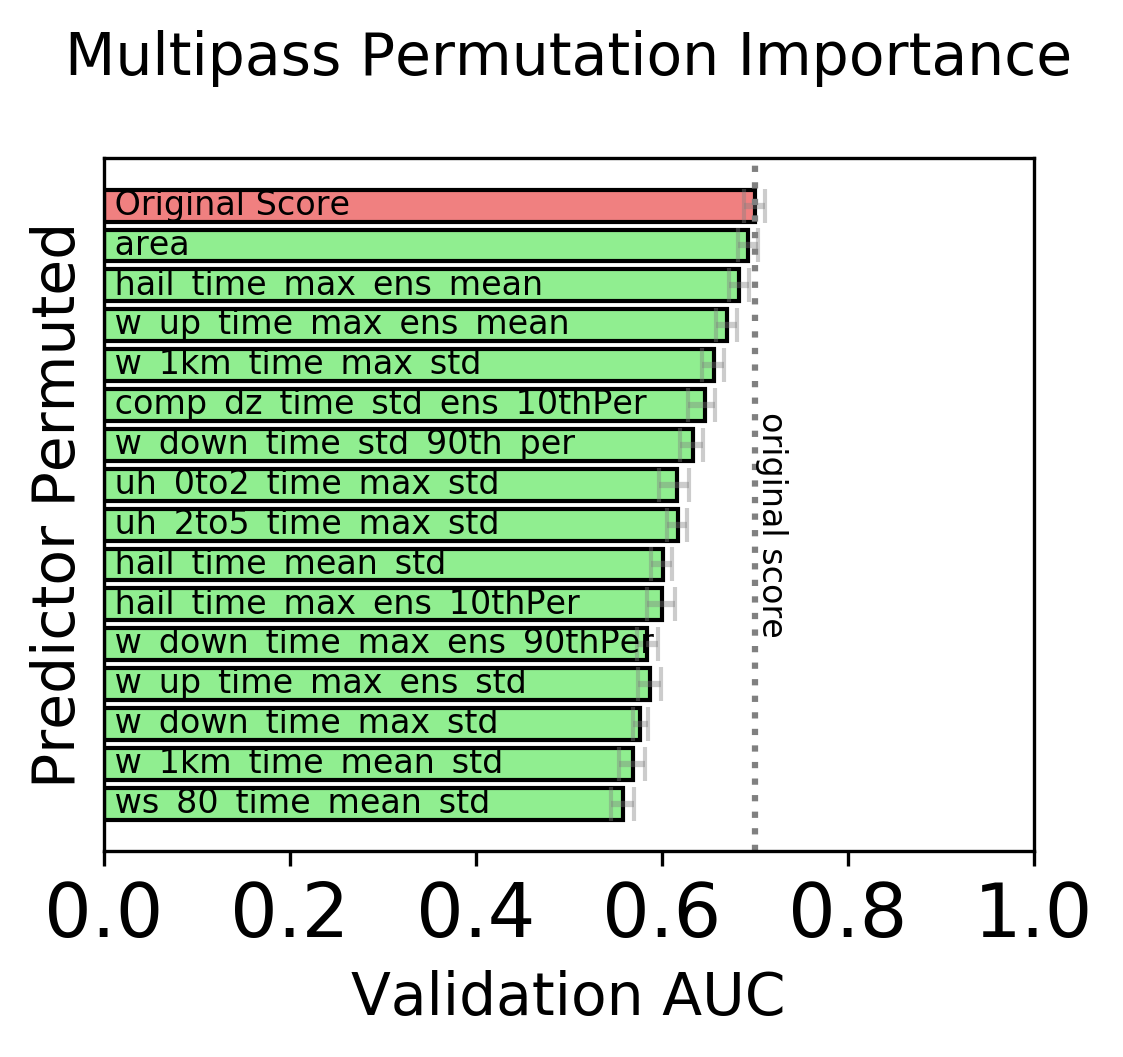 Multipass Permutation Importance
Predictor Permuted
Original Score
area
hail_time_max_ens_mean
w_up_time_max_ens_mean
w_1km_time_max_std
comp_dz_time_std_ens_10thPer
w_down_time_std_90th_per
uh_0to2_time_max_std
uh_2to5_time_max_std
hail_time_mean_std
hail_time_max_ens_10thPer
w_down_time_max_ens_90thPer
w_up_time_max_ens_std
w_down_time_max_std
w_1km_time_mean_std
ws_80_time_mean_std
original score
0.0 0.2 0.4 0.6 0.8 1.0
Validation AUC